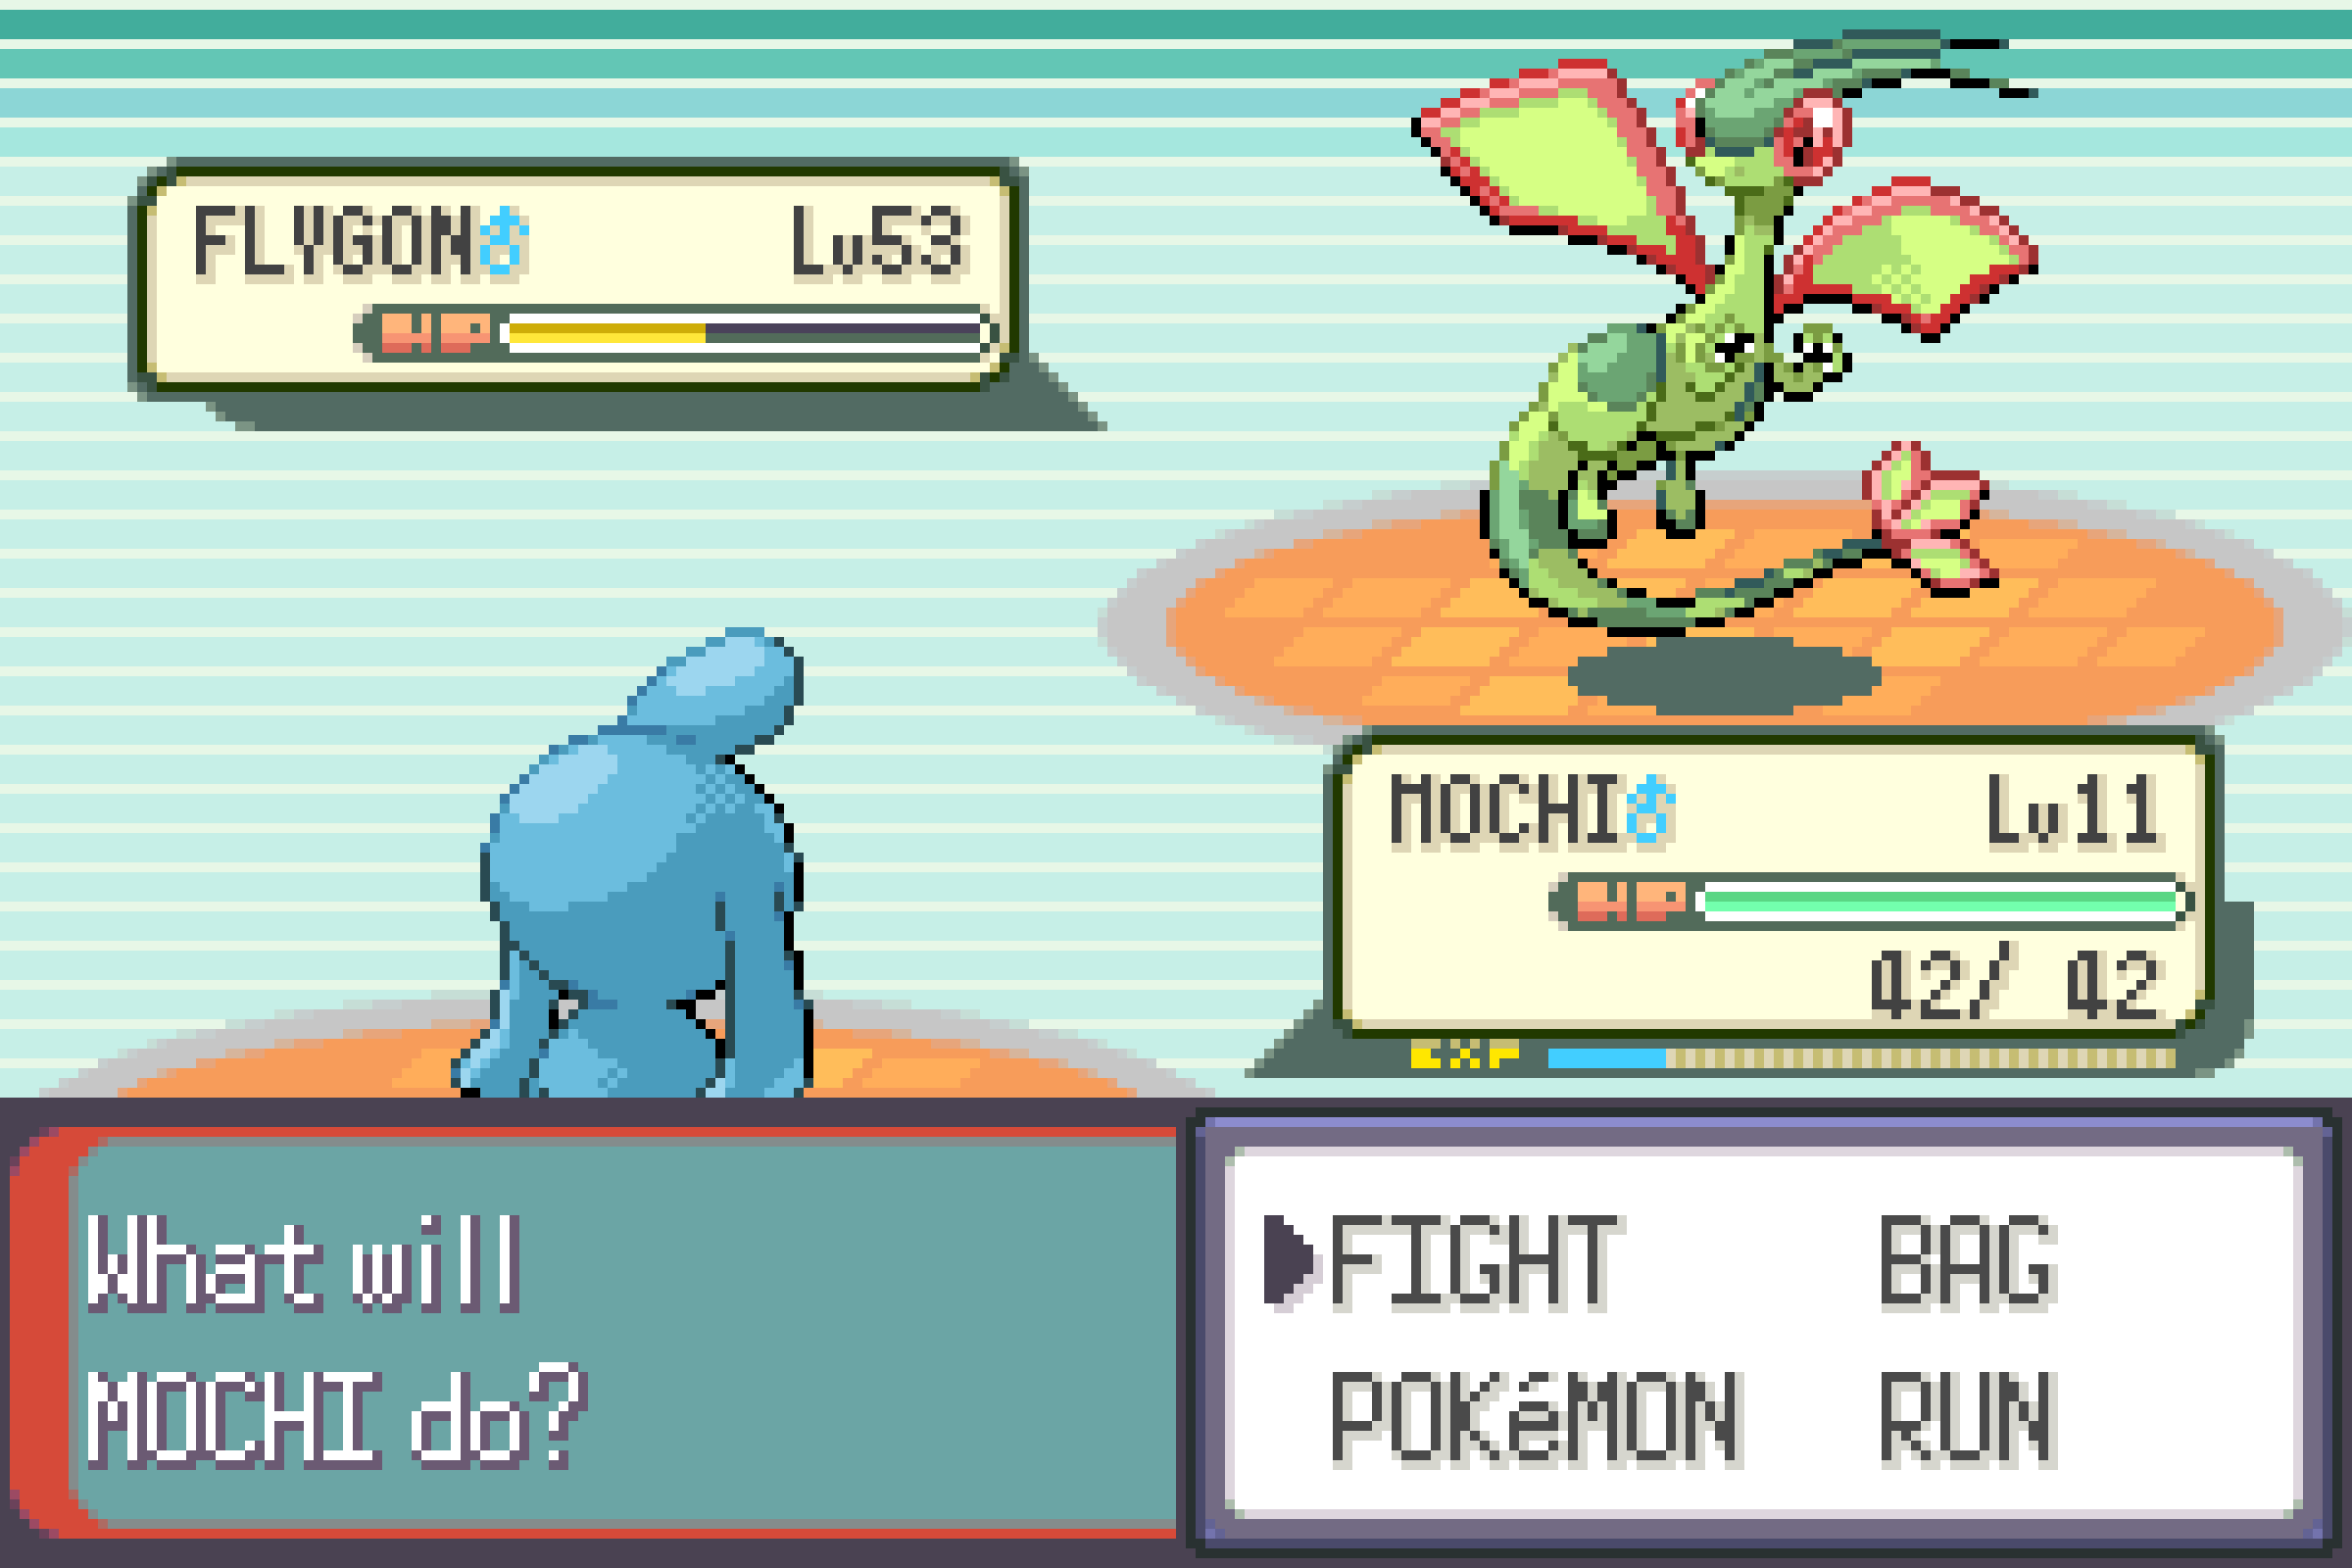 FLYGON♂ Lv53
HP
MOCHI♂ Lv11
HP
42/ 42
EXP
What will
MOCHI do?
FIGHT BAG
POKéMON RUN